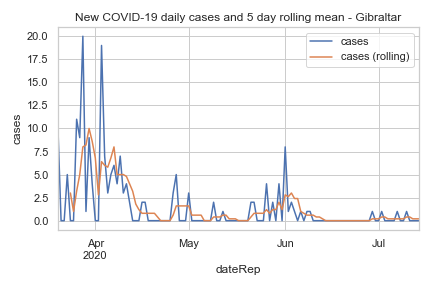 New COVID-19 daily cases and 5 day rolling mean - Gibraltar
cases
cases (rolling)
20.0
17.5
15.0
12.5
10.0
7.5
5.0
2.5
0.0
cases
Apr
2020
May
Jun
Jul
dateRep